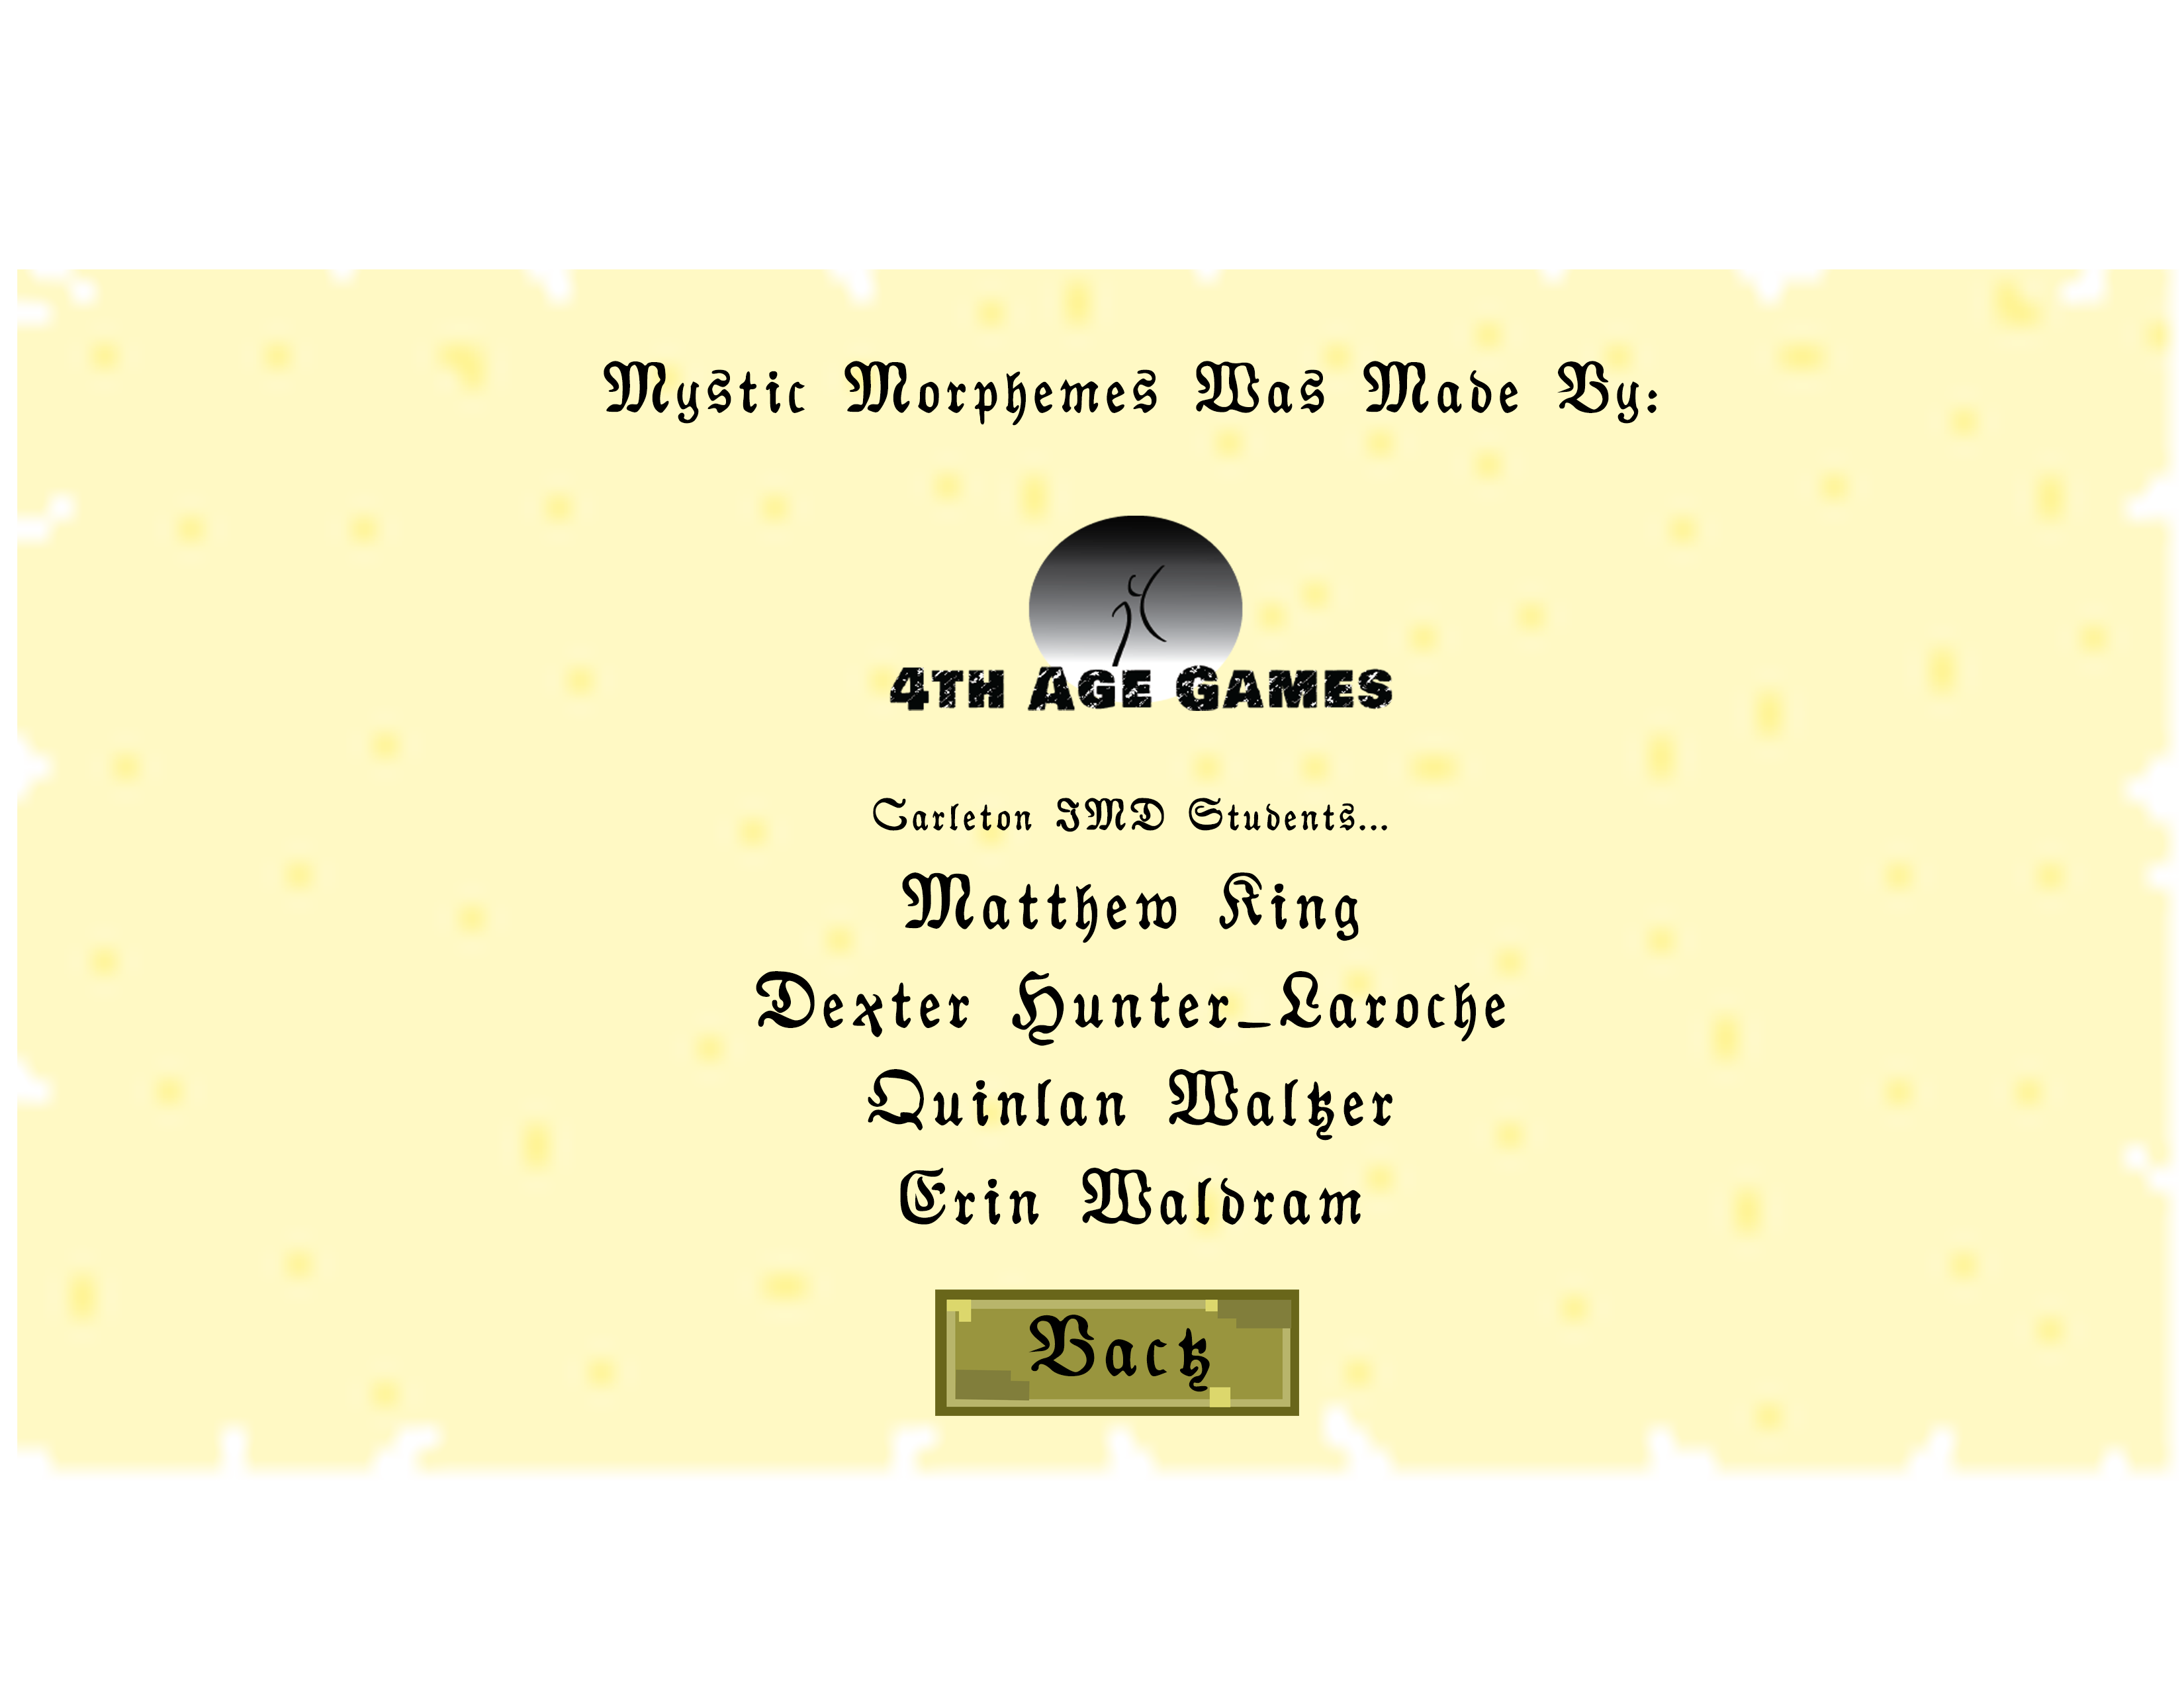 Mystic Morphemes Was Made By:
4TH AGE GAMES
Carleton IMD Students...
Matthew King
Dexter Hunter_Laroche
Quinlan Walker
Erin Waldram
Back